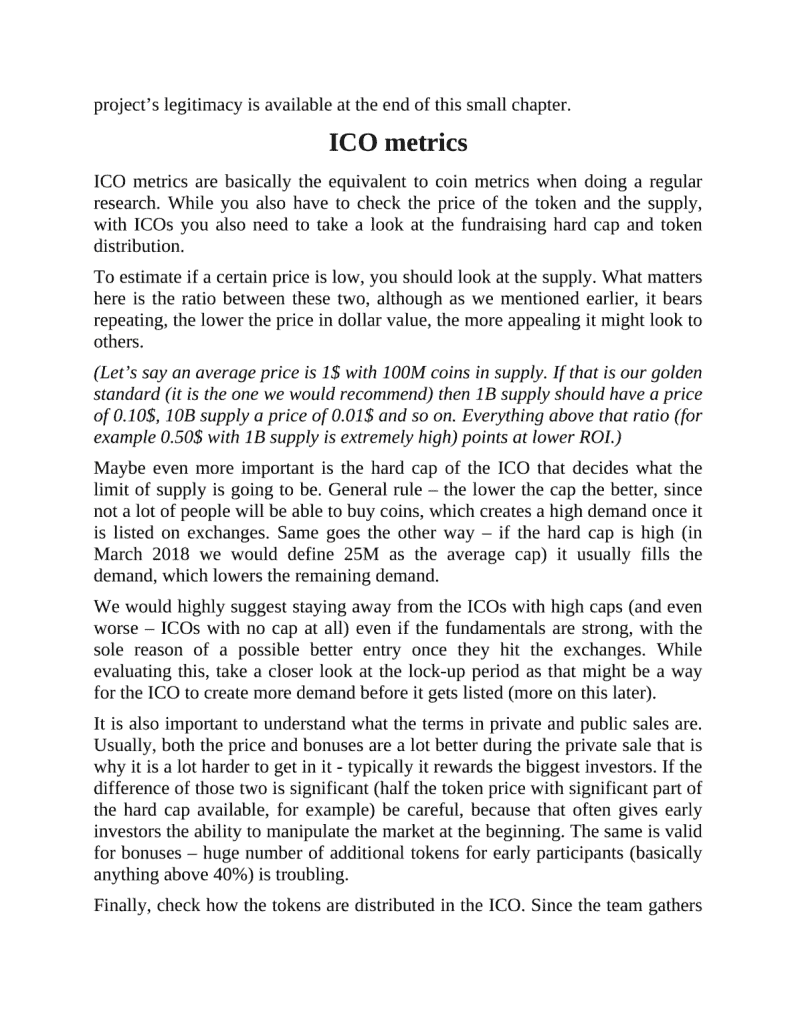 project’s legitimacy is available at the end of this small chapter.
ICO metrics
ICO metrics are basically the equivalent to coin metrics when doing a regular
research. While you also have to check the price of the token and the supply,
with ICOs you also need to take a look at the fundraising hard cap and token
distribution.
To estimate if a certain price is low, you should look at the supply. What matters
here is the ratio between these two, although as we mentioned earlier, it bears
repeating, the lower the price in dollar value, the more appealing it might look to
others.
(Let’s say an average price is 1$ with 100M coins in supply. If that is our golden
standard (it is the one we would recommend) then 1B supply should have a price
of 0.10$, 10B supply a price of 0.01$ and so on. Everything above that ratio (for
example 0.50$ with 1B supply is extremely high) points at lower ROI.)
Maybe even more important is the hard cap of the ICO that decides what the
limit of supply is going to be. General rule – the lower the cap the better, since
not a lot of people will be able to buy coins, which creates a high demand once it
is listed on exchanges. Same goes the other way – if the hard cap is high (in
March 2018 we would define 25M as the average cap) it usually fills the
demand, which lowers the remaining demand.
We would highly suggest staying away from the ICOs with high caps (and even
worse – ICOs with no cap at all) even if the fundamentals are strong, with the
sole reason of a possible better entry once they hit the exchanges. While
evaluating this, take a closer look at the lock-up period as that might be a way
for the ICO to create more demand before it gets listed (more on this later).
It is also important to understand what the terms in private and public sales are.
Usually, both the price and bonuses are a lot better during the private sale that is
why it is a lot harder to get in it - typically it rewards the biggest investors. If the
difference of those two is significant (half the token price with significant part of
the hard cap available, for example) be careful, because that often gives early
investors the ability to manipulate the market at the beginning. The same is valid
for bonuses – huge number of additional tokens for early participants (basically
anything above 40%) is troubling.
Finally, check how the tokens are distributed in the ICO. Since the team gathers